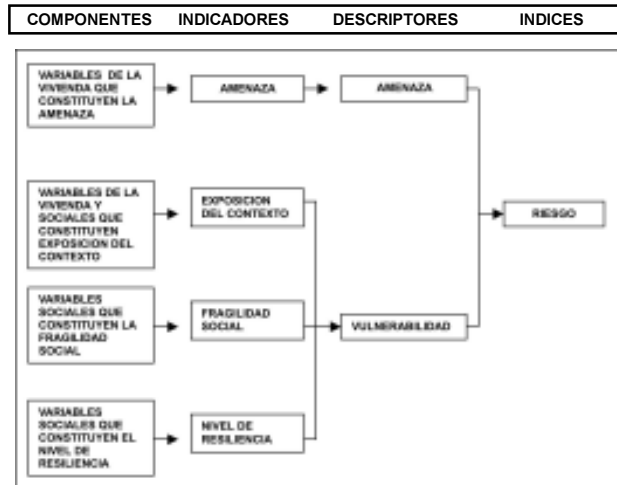 COMPONENTES INDICADORES DESCRIPTORES INDICES
VARIABLES DE LA
VIVIENDA QUE
CONSTITUYEN LA
AMENAZA
AMENAZA
AMENAZA
VARIABLES DE LA
VIVIENDA Y
SOCIALES QUE
CONSTITUYEN
EXPOSICION DEL
CONTEXTO
EXPOSICION
DEL CONTEXTO
RIESGO
VARIABLES
SOCIALES QUE
CONSTITUYEN LA
FRAGILIDAD
SOCIAL
FRAGILIDAD
SOCIAL
VULNERABILIDAD
VARIABLES
SOCIALES QUE
CONSTITUYEN EL
NIVEL DE
RESILIENCIA
NIVEL DE
RESILIENCIA